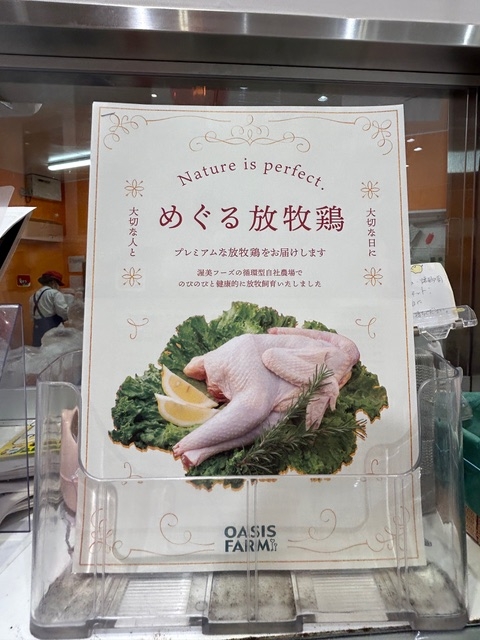 Nature is perfect.
めぐる放牧鶏
大切な日に
大切な人と
プレミアムな放牧鶏をお届けします
渥美フーズの循環型自社農場で
のびのびと健康的に放牧飼育いたしました
OASIS
FARM